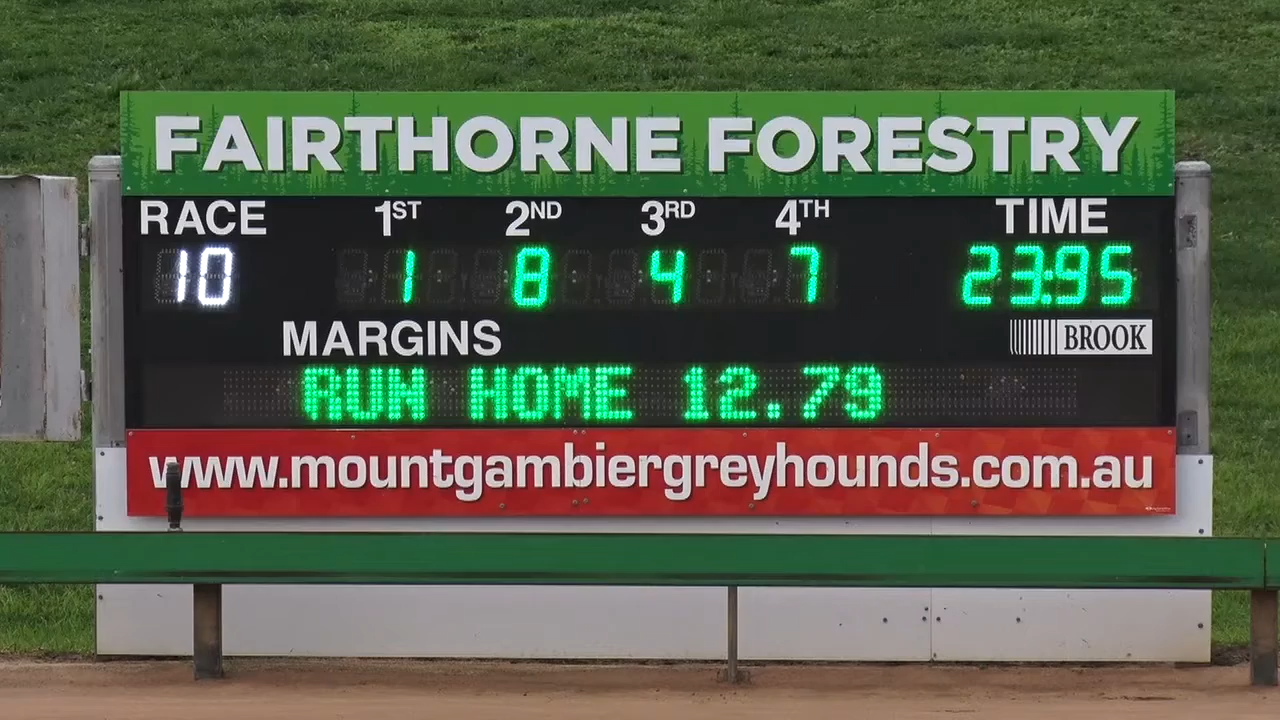 FAIRTHORNE FORESTRY
RACE 1ST 2ND 3RD 4TH TIME
10 1 8 4 7 23.95
MARGINS
BROOK
RUN HOME 12.79
www.mountgambiergreyhounds.com.au